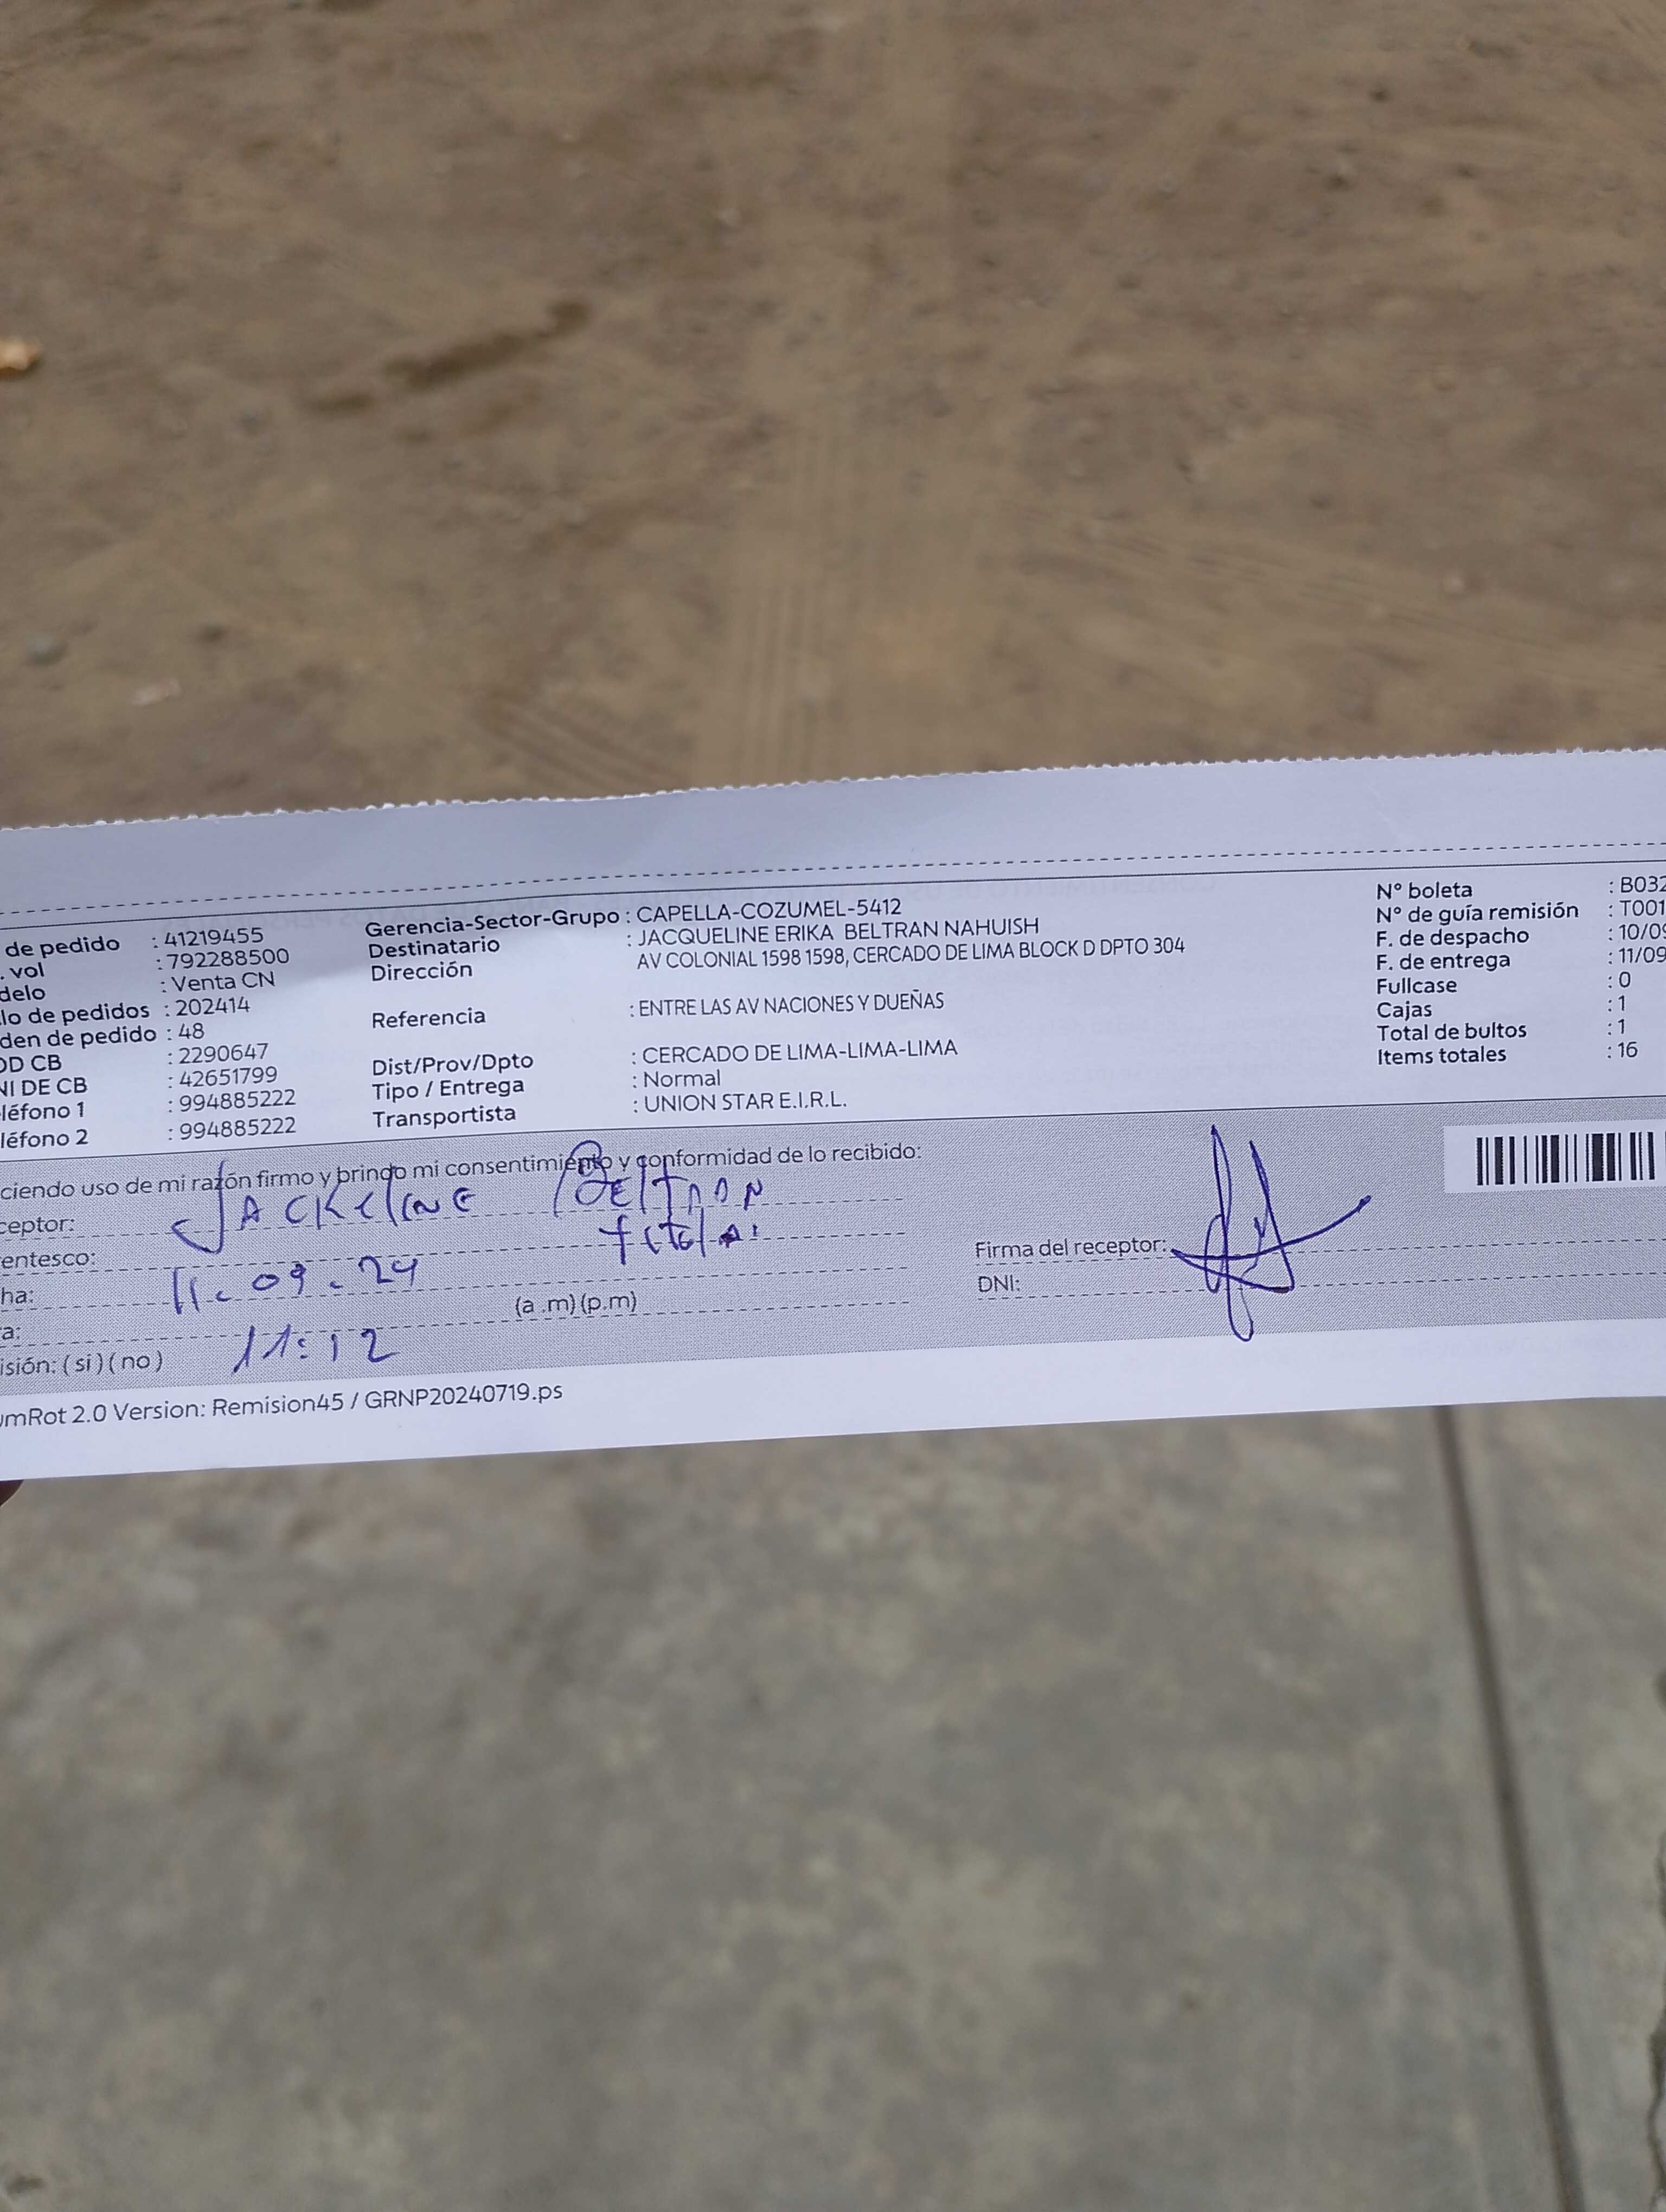 de pedido : 41219455
. vol : 792288500
delo : Venta CN
lo de pedidos : 202414
den de pedido : 48
OD CB : 2290647
NI DE CB : 42651799
léfono 1 : 994885222
léfono 2 : 994885222
Gerencia-Sector-Grupo : CAPELLA-COZUMEL-5412
Destinatario : JACQUELINE ERIKA BELTRAN NAHUISH
Dirección AV COLONIAL 1598 1598, CERCADO DE LIMA BLOCK D DPTO 304
Referencia : ENTRE LAS AV NACIONES Y DUEÑAS
Dist/Prov/Dpto : CERCADO DE LIMA-LIMA-LIMA
Tipo / Entrega : Normal
Transportista : UNION STAR E.I.R.L.
N° boleta : B032
N° de guía remisión : T001
F. de despacho : 10/09
F. de entrega : 11/09
Fullcase : 0
Cajas : 1
Total de bultos : 1
Items totales : 16
ciendo uso de mi razón firmo y brindo mi consentimiento y conformidad de lo recibido:
ceptor: JACKELINE BELTRAN
entesco:
ha: 11-09-24
a: 11:12 (a .m) (p.m)
isión: ( si ) ( no )
Firma del receptor:
DNI:
umRot 2.0 Version: Remision45 / GRNP20240719.ps